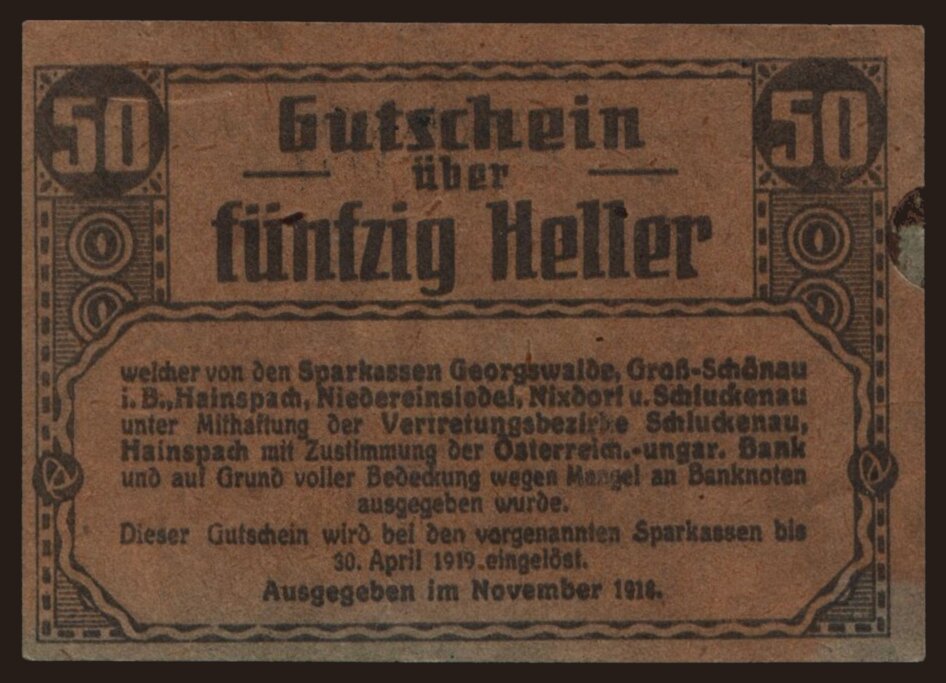 50 Gutschein 50
über
fünfzig Heller
welcher von den Sparkassen Georgswalde, Groß-Schönau
i. B., Hainspach, Niedereinsiedel, Nixdorf u. Schluckenau
unter Mithaftung der Vertretungsbezirke Schluckenau,
Hainspach mit Zustimmung der Österreich.-ungar. Bank
und auf Grund voller Bedeckung wegen Mangel an Banknoten
ausgegeben wurde.
Dieser Gutschein wird bei den vorgenannten Sparkassen bis
30. April 1919 eingelöst.
Ausgegeben im November 1918.